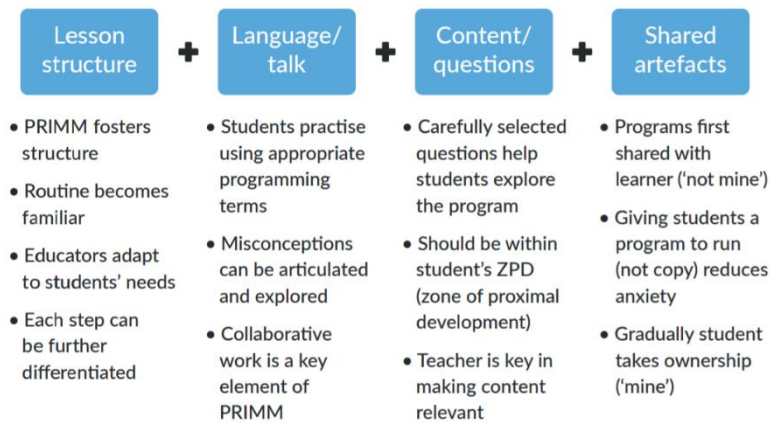 Lesson
structure
+
Language/
talk
+
Content/
questions
+
Shared
artefacts
• PRIMM fosters
structure
• Routine becomes
familiar
• Educators adapt
to students’ needs
• Each step can
be further
differentiated
• Students practise
using appropriate
programming
terms
• Misconceptions
can be articulated
and explored
• Collaborative
work is a key
element of
PRIMM
• Carefully selected
questions help
students explore
the program
• Should be within
student’s ZPD
(zone of proximal
development)
• Teacher is key in
making content
relevant
• Programs first
shared with
learner (‘not mine’)
• Giving students a
program to run
(not copy) reduces
anxiety
• Gradually student
takes ownership
(‘mine’)